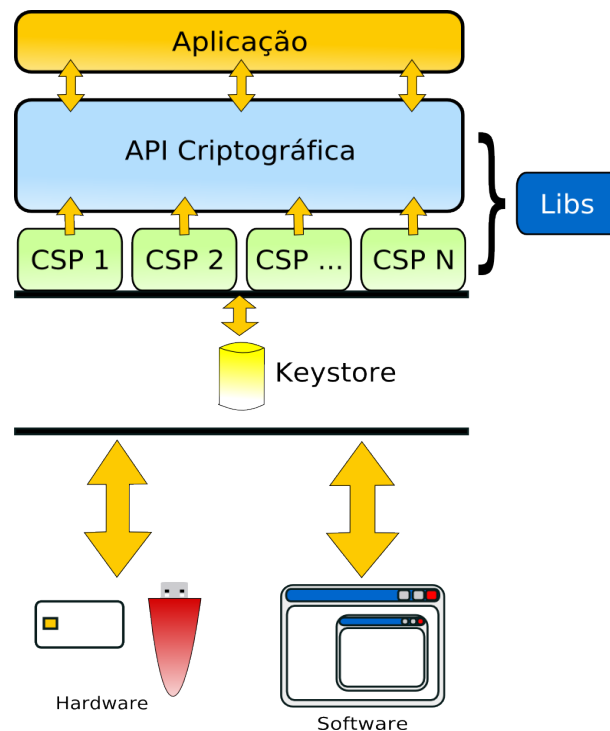 Aplicação
API Criptográfica
Libs
CSP 1
CSP 2
CSP ...
CSP N
Keystore
Hardware
Software